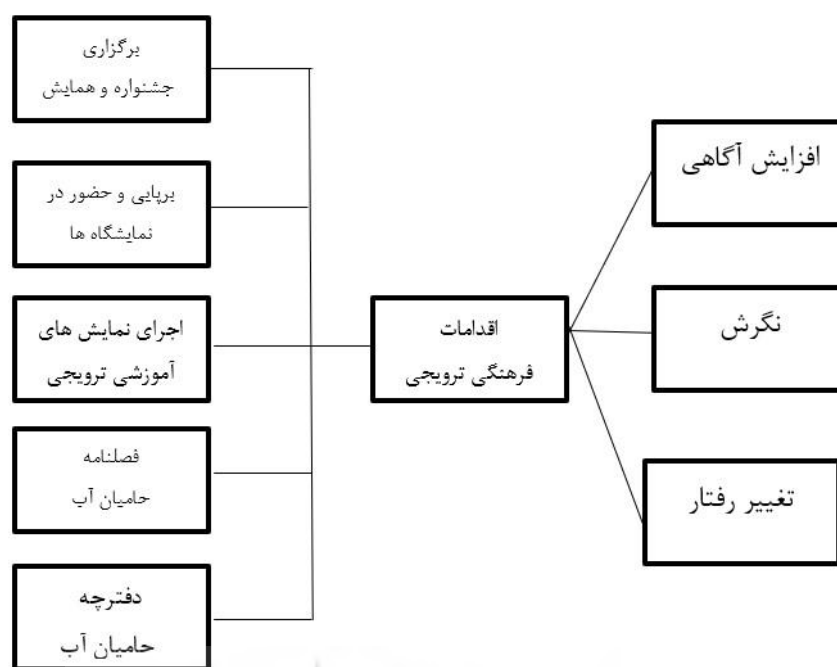 افزایش آگاهی
نگرش
تغییر رفتار
اقدامات
فرهنگی ترویجی
برگزاری
جشنواره و همایش
برپایی و حضور در
نمایشگاه ها
اجرای نمایش های
آموزشی ترویجی
فصلنامه
حامیان آب
دفترچه
حامیان آب